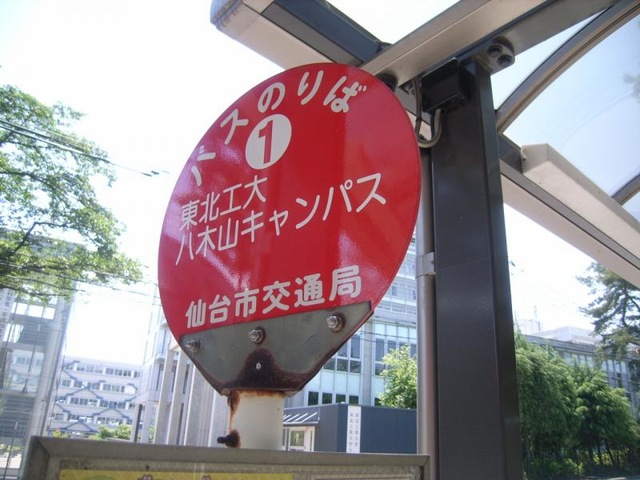 バスのりば
1
東北工大
八木山キャンパス
仙台市交通局